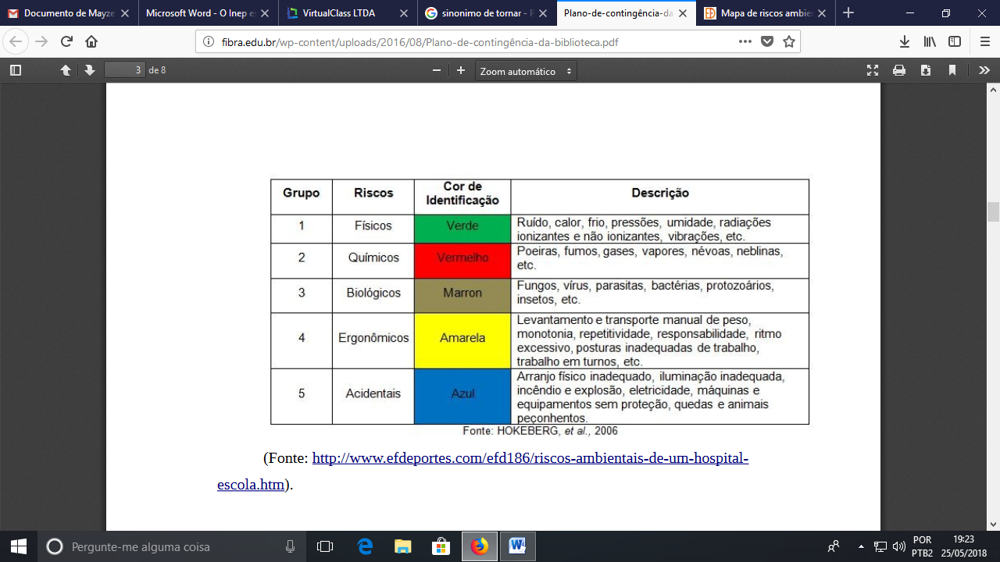 Documento de Mayze
Microsoft Word - O Inep es
VirtualClass LTDA
sinonimo de tornar - P
Plano-de-contingência-da
Mapa de riscos ambie
fibra.edu.br/wp-content/uploads/2016/08/Plano-de-contingência-da-biblioteca.pdf
3 de 8
Zoom automático
Grupo Riscos Cor de Identificação Descrição
1 Físicos Verde Ruído, calor, frio, pressões, umidade, radiações
ionizantes e não ionizantes, vibrações, etc.
2 Químicos Vermelho Poeiras, fumos, gases, vapores, névoas, neblinas,
etc.
3 Biológicos Marron Fungos, vírus, parasitas, bactérias, protozoários,
insetos, etc.
4 Ergonômicos Amarela Levantamento e transporte manual de peso,
monotonia, repetitividade, responsabilidade, ritmo
excessivo, posturas inadequadas de trabalho,
trabalho em turnos, etc.
5 Acidentais Azul Arranjo físico inadequado, iluminação inadequada,
incêndio e explosão, eletricidade, máquinas e
equipamentos sem proteção, quedas e animais
peçonhentos.
Fonte: HOKEBERG, et al., 2006
(Fonte: http://www.efdeportes.com/efd186/riscos-ambientais-de-um-hospital-
escola.htm).
Pergunte-me alguma coisa
POR
PTB2
19:23
25/05/2018